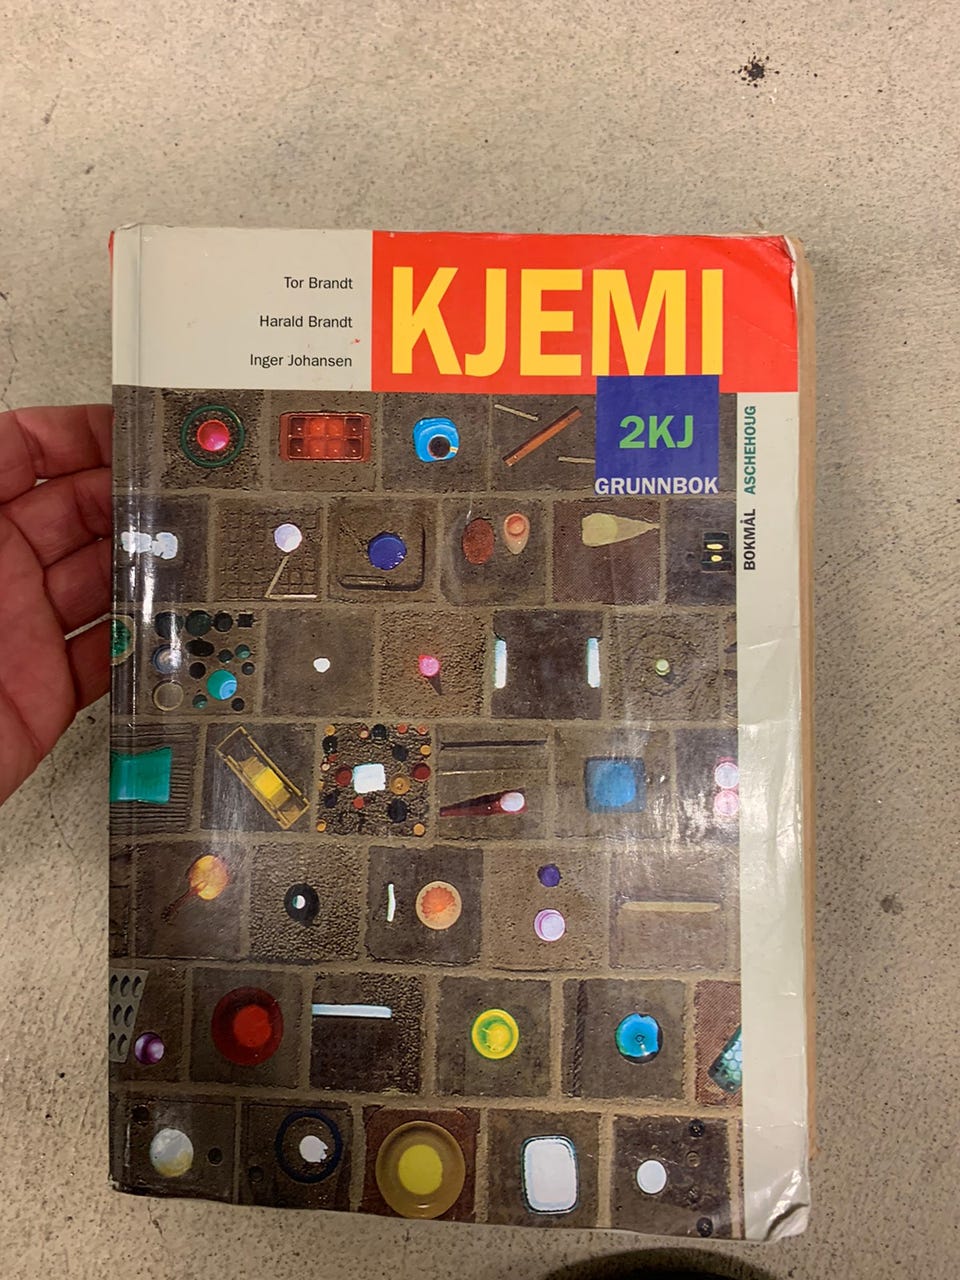 Tor Brandt
Harald Brandt
Inger Johansen
KJEMI
2KJ
GRUNNBOK
BOKMÅL ASCHEHOUG